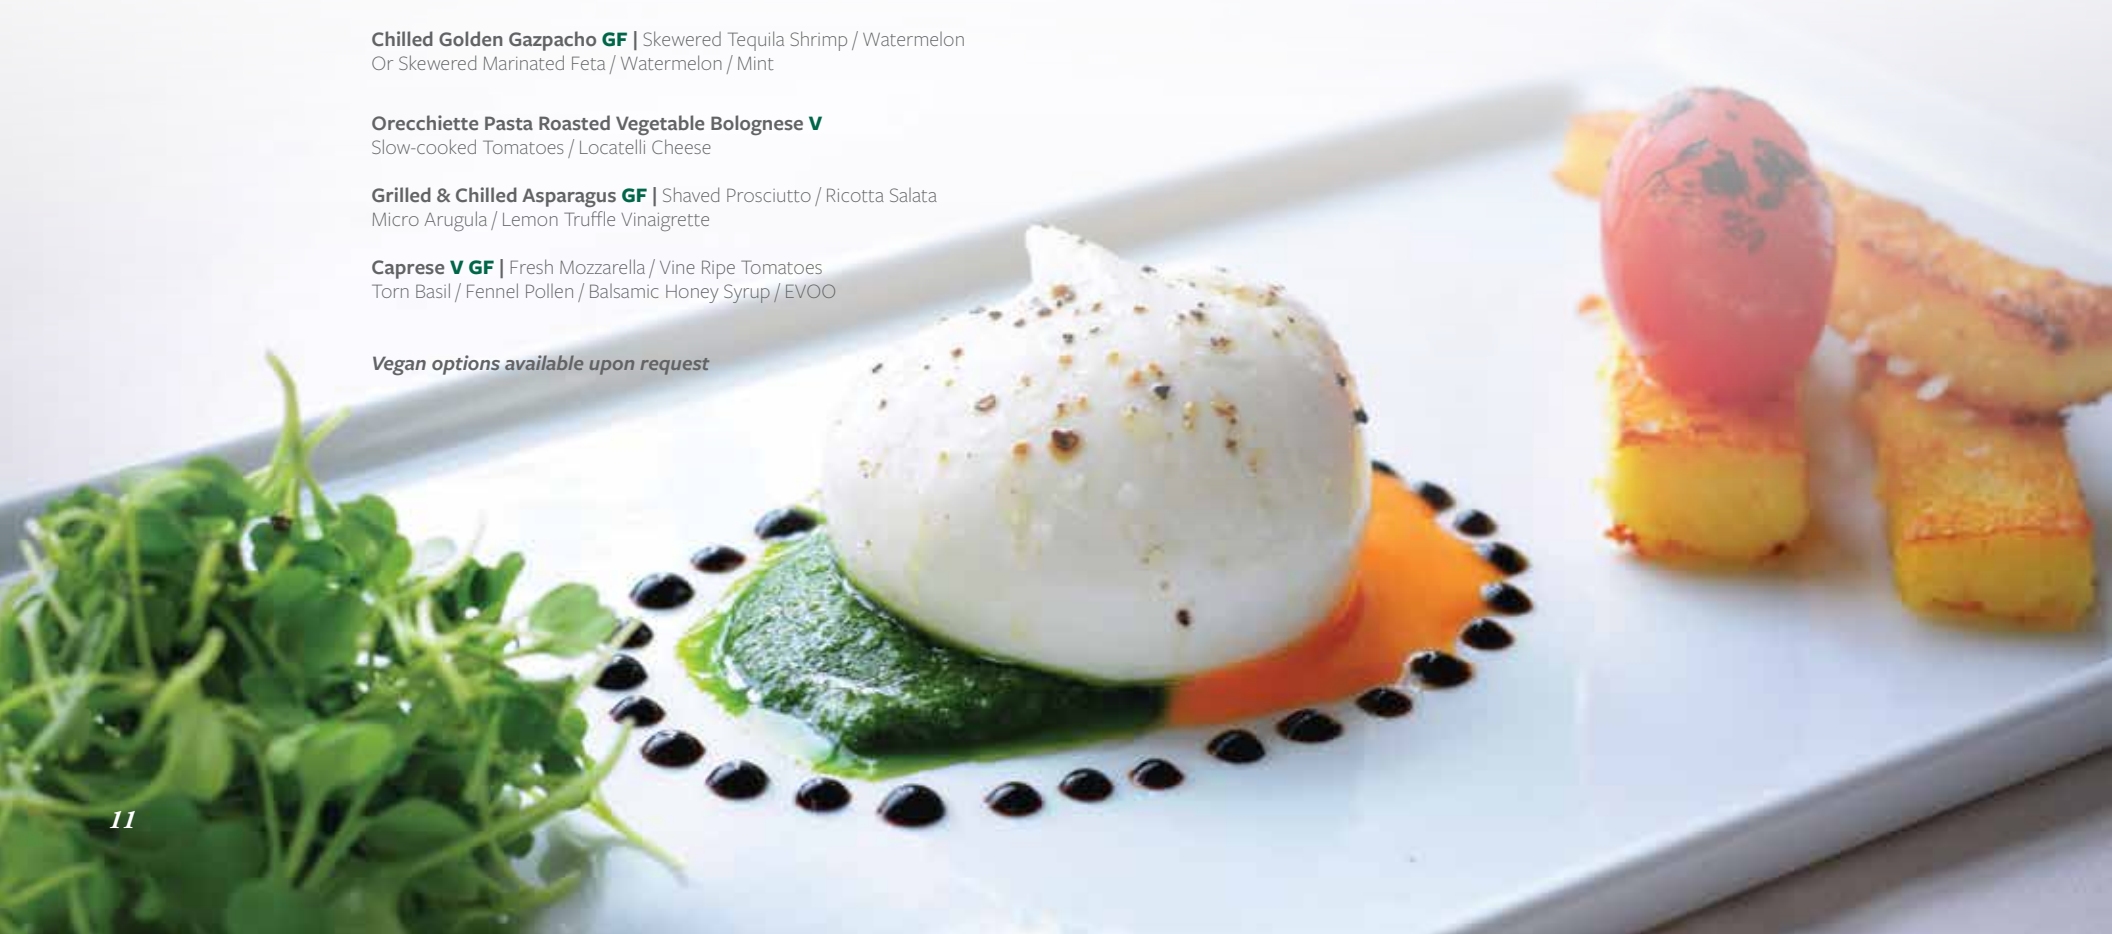 Chilled Golden Gazpacho GF | Skewered Tequila Shrimp / Watermelon
Or Skewered Marinated Feta / Watermelon / Mint
Orecchiette Pasta Roasted Vegetable Bolognese V
Slow-cooked Tomatoes / Locatelli Cheese
Grilled & Chilled Asparagus GF | Shaved Prosciutto / Ricotta Salata
Micro Arugula / Lemon Truffle Vinaigrette
Caprese V GF | Fresh Mozzarella / Vine Ripe Tomatoes
Torn Basil / Fennel Pollen / Balsamic Honey Syrup / EVOO
Vegan options available upon request
11